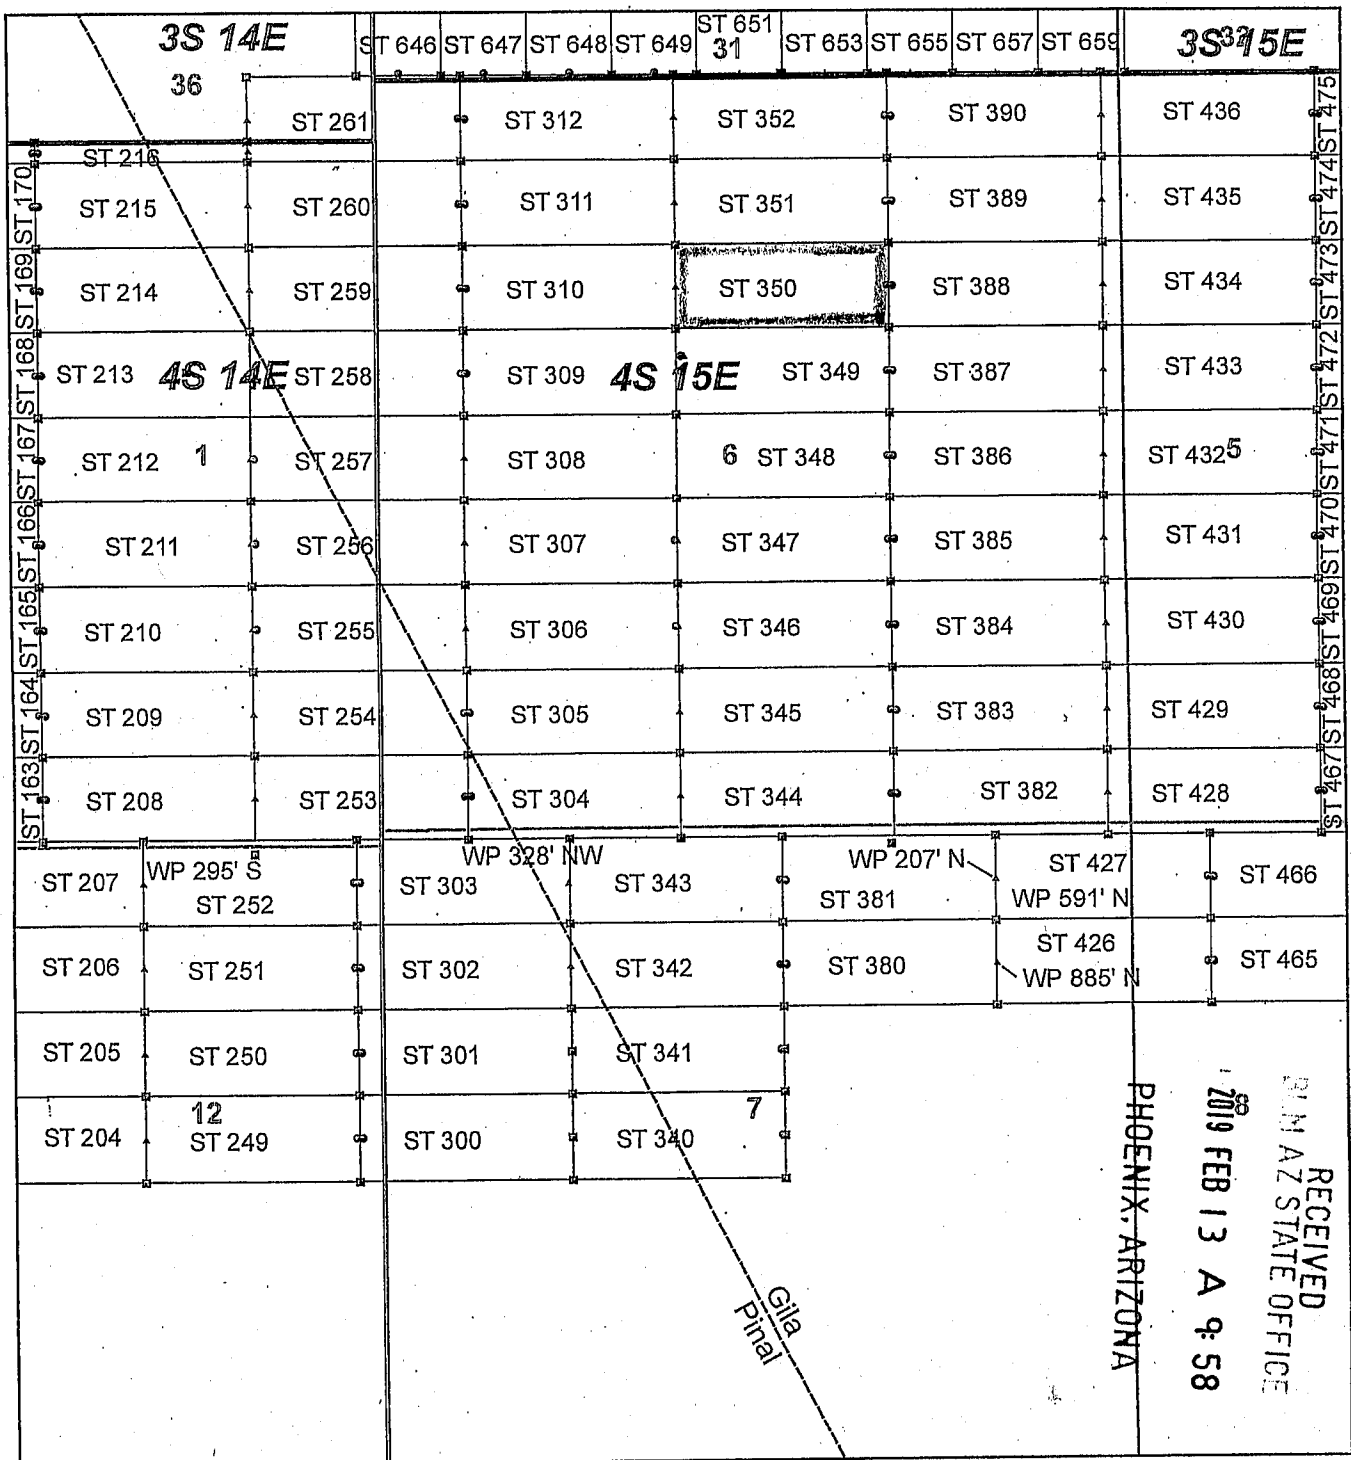 3S 14E
ST 646 ST 647 ST 648 ST 649 ST 651 ST 653 ST 655 ST 657 ST 659
31
3S 15E
32
36
ST 261 ST 312 ST 352 ST 390 ST 436 ST 475
ST 216
ST 170 ST 215 ST 260 ST 311 ST 351 ST 389 ST 435 ST 474
ST 169 ST 214 ST 259 ST 310 ST 350 ST 388 ST 434 ST 473
ST 168 ST 213 4S 14E ST 258 ST 309 4S 15E ST 349 ST 387 ST 433 ST 472
ST 167 ST 212 1 ST 257 ST 308 6 ST 348 ST 386 ST 432 5 ST 471
ST 166 ST 211 ST 256 ST 307 ST 347 ST 385 ST 431 ST 470
ST 165 ST 210 ST 255 ST 306 ST 346 ST 384 ST 430 ST 469
ST 164 ST 209 ST 254 ST 305 ST 345 ST 383 ST 429 ST 468
ST 163 ST 208 ST 253 ST 304 ST 344 ST 382 ST 428 ST 467
WP 295' S WP 328' NW WP 207' N
ST 207 ST 252 ST 303 ST 343 ST 381 ST 427 ST 466
WP 591' N
ST 206 ST 251 ST 302 ST 342 ST 380 ST 426 ST 465
WP 885' N
ST 205 ST 250 ST 301 ST 341
12 7
ST 204 ST 249 ST 300 ST 340
Gila
Pinal
RECEIVED
BLM AZ STATE OFFICE
2019 FEB 13 A 9:58
PHOENIX, ARIZONA